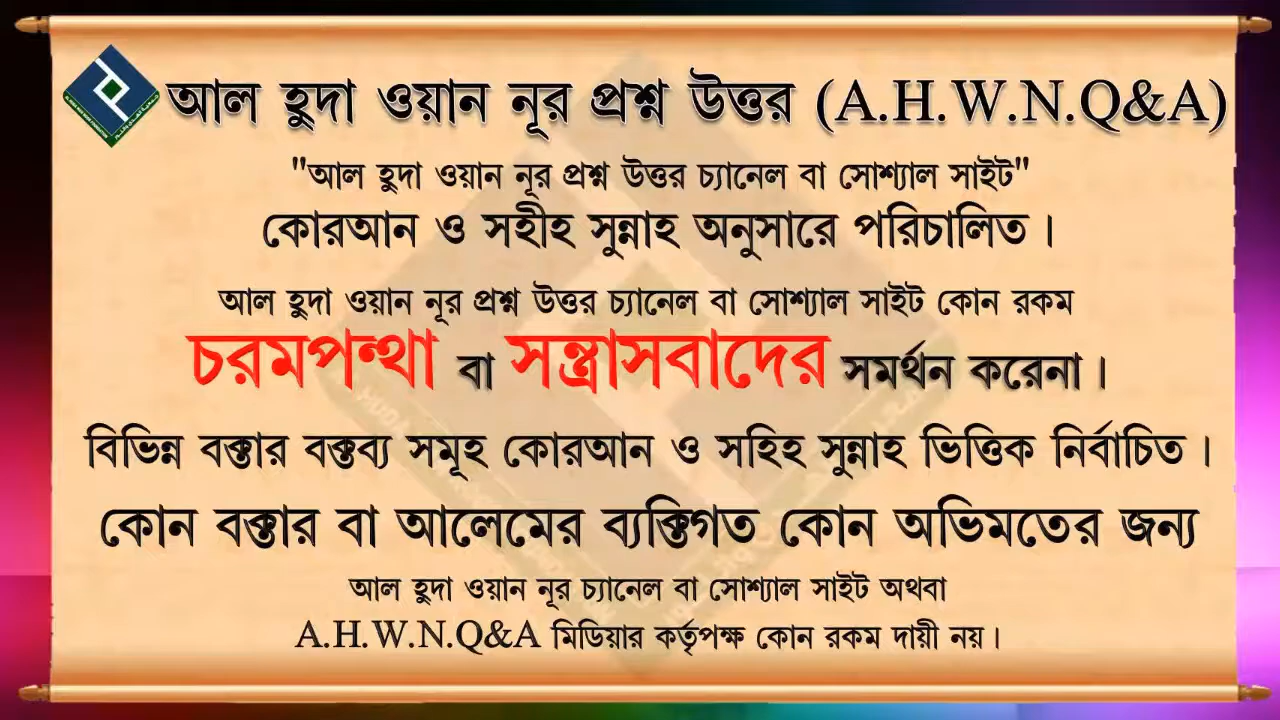 আল হুদা ওয়ান নূর প্রশ্ন উত্তর (A.H.W.N.Q&A)
"আল হুদা ওয়ান নূর প্রশ্ন উত্তর চ্যানেল বা সোশ্যাল সাইট"
কোরআন ও সহীহ সুন্নাহ অনুসারে পরিচালিত।
আল হুদা ওয়ান নূর প্রশ্ন উত্তর চ্যানেল বা সোশ্যাল সাইট কোন রকম
চরমপন্থা বা সন্ত্রাসবাদের সমর্থন করেনা।
বিভিন্ন বক্তার বক্তব্য সমূহ কোরআন ও সহিহ সুন্নাহ ভিত্তিক নির্বাচিত।
কোন বক্তার বা আলেমের ব্যক্তিগত কোন অভিমতের জন্য
আল হুদা ওয়ান নূর চ্যানেল বা সোশ্যাল সাইট অথবা
A.H.W.N.Q&A মিডিয়ার কর্তৃপক্ষ কোন রকম দায়ী নয়।